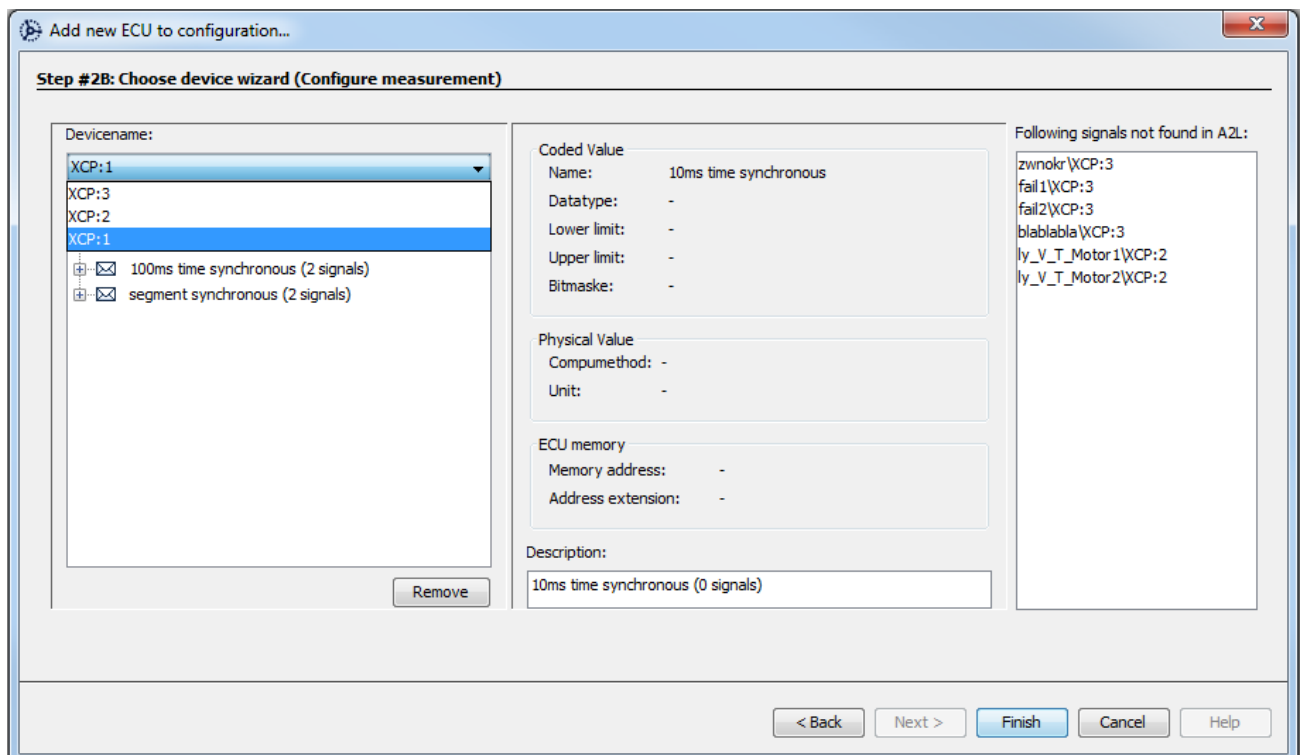 Add new ECU to configuration...
Step #2B: Choose device wizard (Configure measurement)
Devicename:
XCP:1
XCP:3
XCP:2
XCP:1
100ms time synchronous (2 signals)
segment synchronous (2 signals)
Remove
Coded Value
Name: 10ms time synchronous
Datatype: -
Lower limit: -
Upper limit: -
Bitmaske: -
Physical Value
Compumethod: -
Unit: -
ECU memory
Memory address: -
Address extension: -
Description:
10ms time synchronous (0 signals)
Following signals not found in A2L:
zwnokr\XCP:3
fail1\XCP:3
fail2\XCP:3
blablabla\XCP:3
ly_V_T_Motor1\XCP:2
ly_V_T_Motor2\XCP:2
< Back
Next >
Finish
Cancel
Help